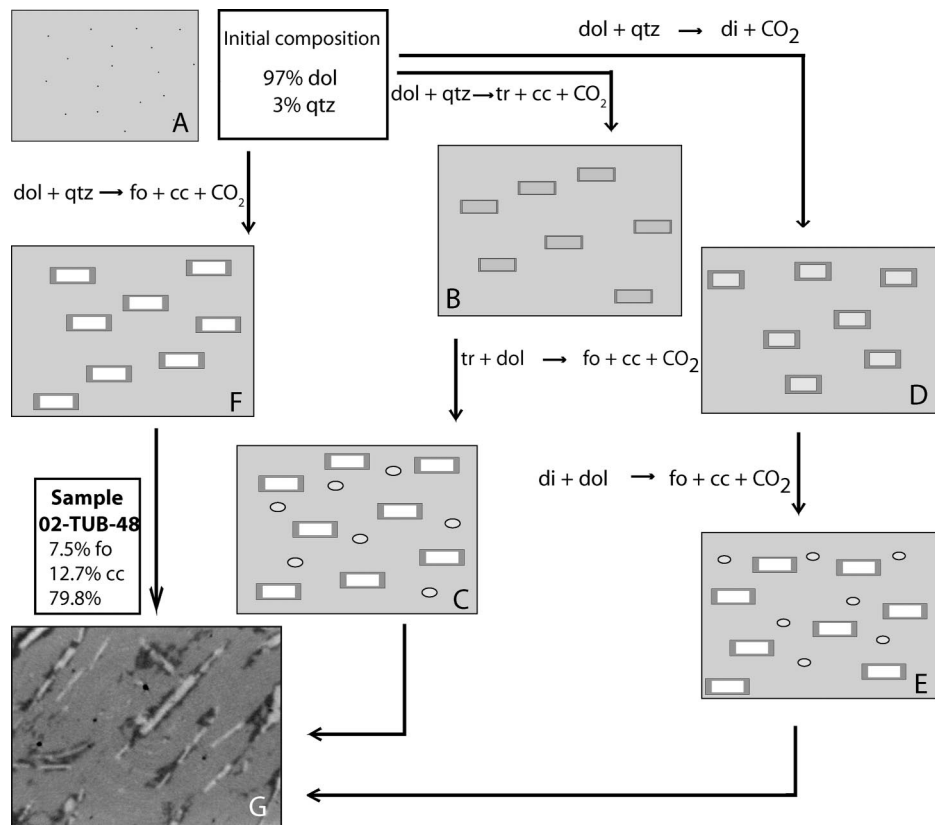 A
Initial composition
97% dol
3% qtz
dol + qtz → di + CO2
dol + qtz → tr + cc + CO2
dol + qtz → fo + cc + CO2
B
D
F
tr + dol → fo + cc + CO2
di + dol → fo + cc + CO2
Sample
02-TUB-48
7.5% fo
12.7% cc
79.8%
C
E
G